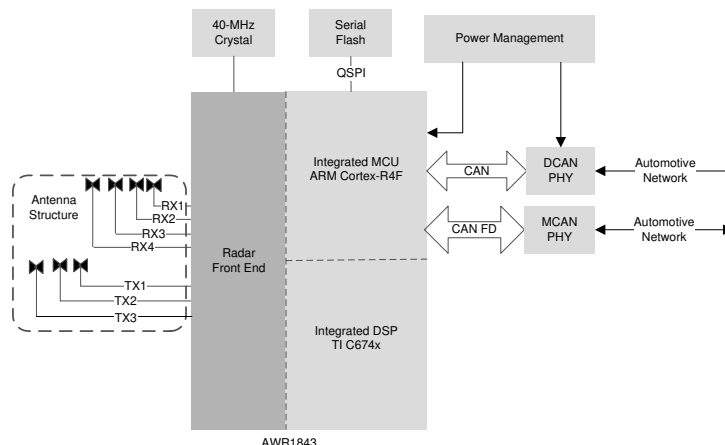 40-MHz
Crystal
Serial
Flash
Power Management
QSPI
Integrated MCU
ARM Cortex-R4F
CAN
DCAN
PHY
Automotive
Network
Antenna
Structure
RX1
RX2
RX3
RX4
Radar
Front End
CAN FD
MCAN
PHY
Automotive
Network
TX1
TX2
TX3
Integrated DSP
TI C674x
AWR1843